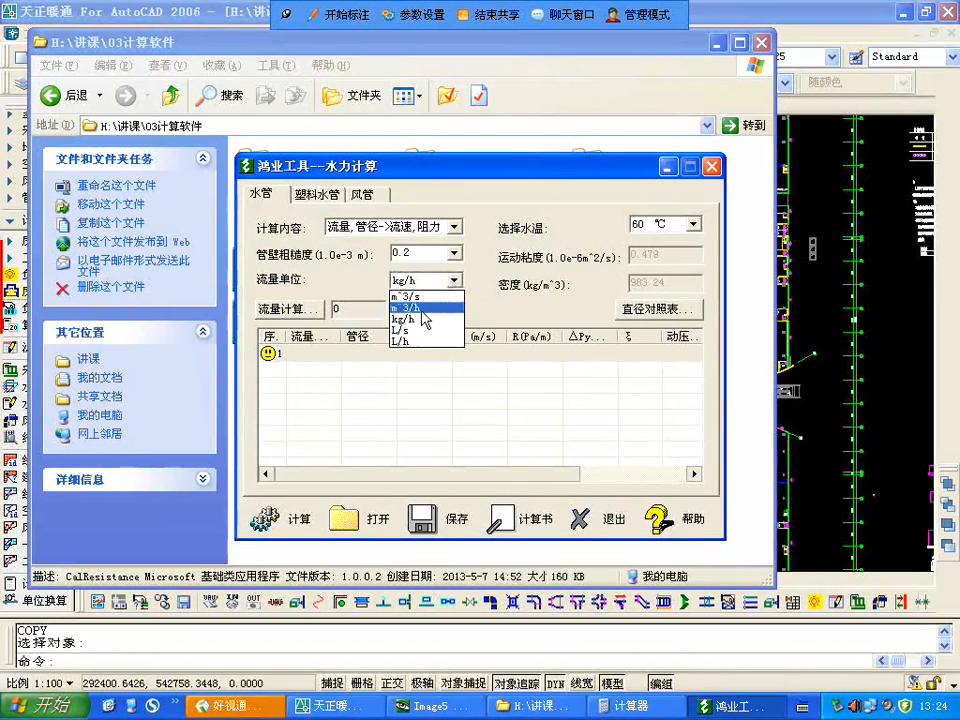 天正暖通 For AutoCAD 2006 - [H:\讲
开始标注 参数设置 结束共享 聊天窗口 管理模式
H:\讲课\03计算软件
文件(F) 编辑(E) 查看(V) 收藏(A) 工具(T) 帮助(H)
25 Standard
后退 搜索 文件夹
随颜色
地址(D) H:\讲课\03计算软件 转到
文件和文件夹任务
重命名这个文件
移动这个文件
复制这个文件
将这个文件发布到 Web
以电子邮件形式发送此
文件
删除这个文件
其它位置
讲课
我的文档
共享文档
我的电脑
网上邻居
详细信息
鸿业工具--水力计算
水管 塑料水管 风管
计算内容: 流量,管径->流速,阻力 选择水温: 60 ℃
管壁粗糙度(1.0e-3 m): 0.2 运动粘度(1.0e-6m^2/s): 0.479
流量单位: kg/h 密度(kg/m^3): 983.24
m^3/s
m^3/h
kg/h
L/s
L/h
流量计算... 0 直径对照表...
序. 流量... 管径 (m/s) R(Pa/m) △Py... ξ 动压.
1
计算 打开 保存 计算书 退出 帮助
描述: CalResistance Microsoft 基础类应用程序 文件版本: 1.0.0.2 创建日期: 2013-5-7 14:52 大小 160 KB 我的电脑
单位换算
COPY
选择对象:
命令:
比例 1:100 292400.6426, 542758.3448, 0.0000 捕捉 栅格 正交 极轴 对象捕捉 对象追踪 DYN 线宽 模型 编组
开始 好视通... 天正暖... Image5 ... H:\讲课... 计算器 鸿业工... 13:24